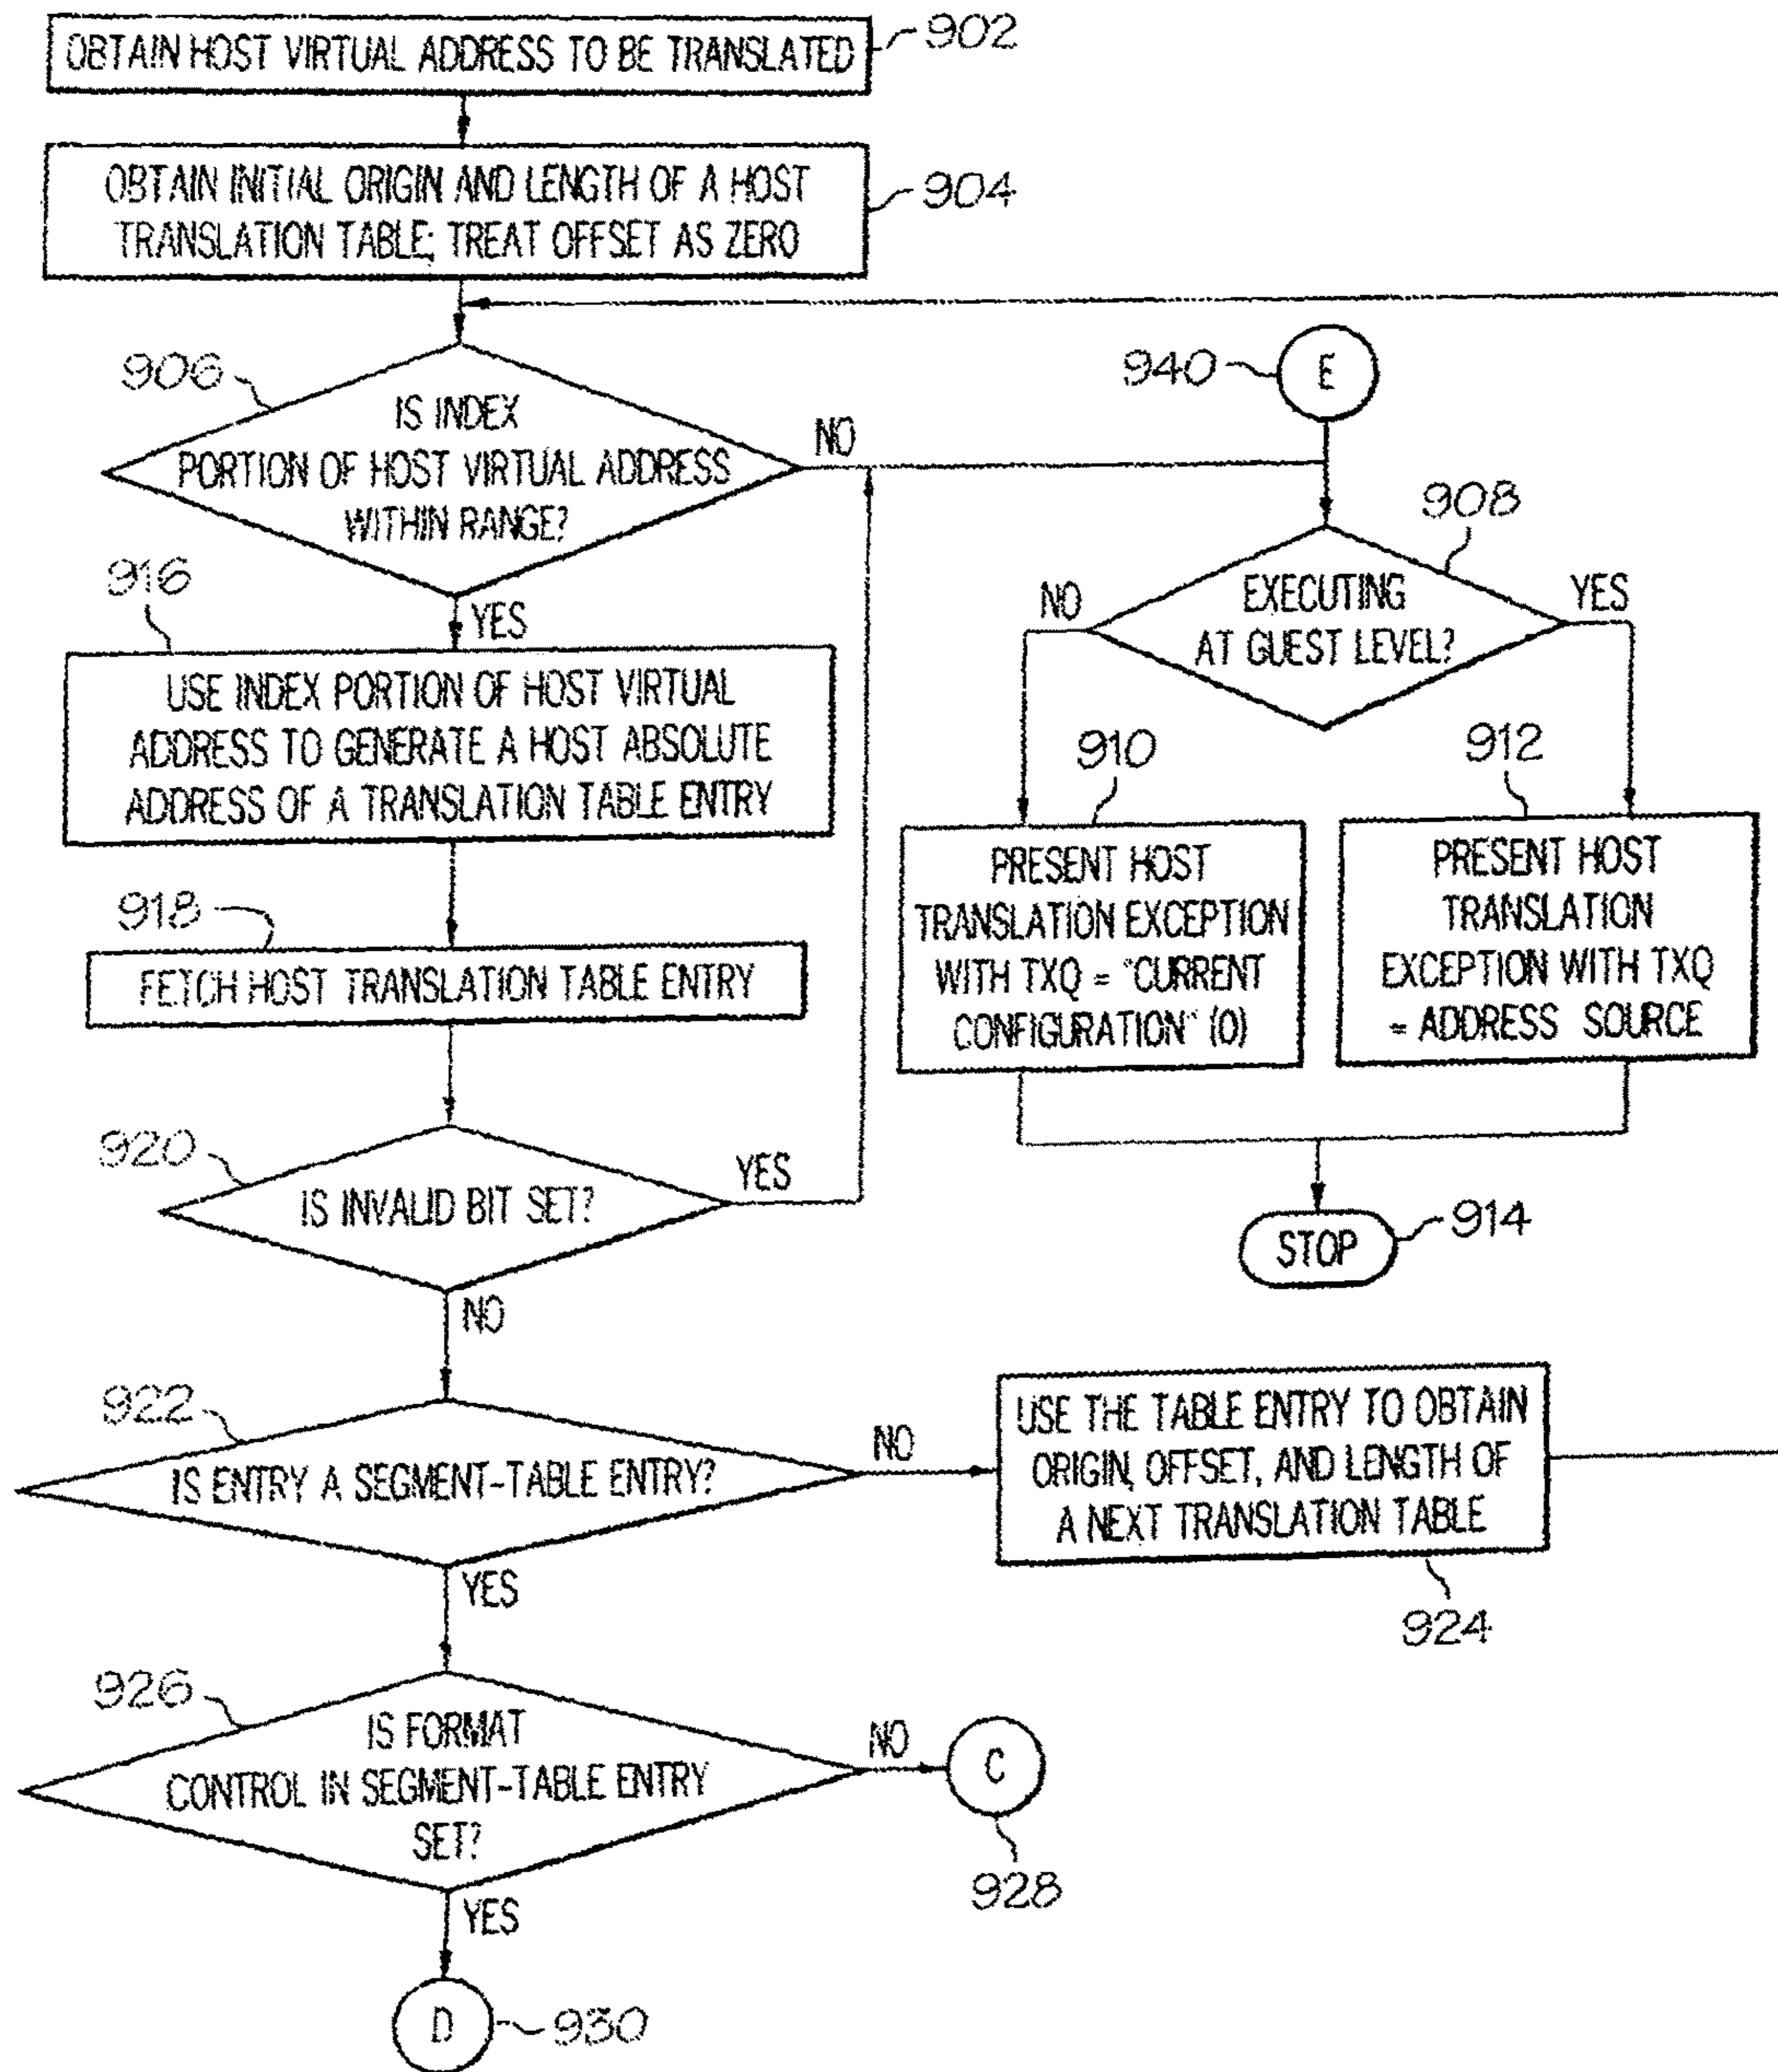 OBTAIN HOST VIRTUAL ADDRESS TO BE TRANSLATED
902
OBTAIN INITIAL ORIGIN AND LENGTH OF A HOST
TRANSLATION TABLE; TREAT OFFSET AS ZERO
904
906
IS INDEX
PORTION OF HOST VIRTUAL ADDRESS
WITHIN RANGE?
NO
YES
940
E
908
EXECUTING
AT GUEST LEVEL?
NO
YES
910
PRESENT HOST
TRANSLATION EXCEPTION
WITH TXQ = "CURRENT
CONFIGURATION" (0)
912
PRESENT HOST
TRANSLATION
EXCEPTION WITH TXQ
= ADDRESS SOURCE
STOP
914
916
USE INDEX PORTION OF HOST VIRTUAL
ADDRESS TO GENERATE A HOST ABSOLUTE
ADDRESS OF A TRANSLATION TABLE ENTRY
918
FETCH HOST TRANSLATION TABLE ENTRY
920
IS INVALID BIT SET?
YES
NO
922
IS ENTRY A SEGMENT-TABLE ENTRY?
NO
YES
USE THE TABLE ENTRY TO OBTAIN
ORIGIN, OFFSET, AND LENGTH OF
A NEXT TRANSLATION TABLE
924
926
IS FORMAT
CONTROL IN SEGMENT-TABLE ENTRY
SET?
NO
C
928
YES
D
930